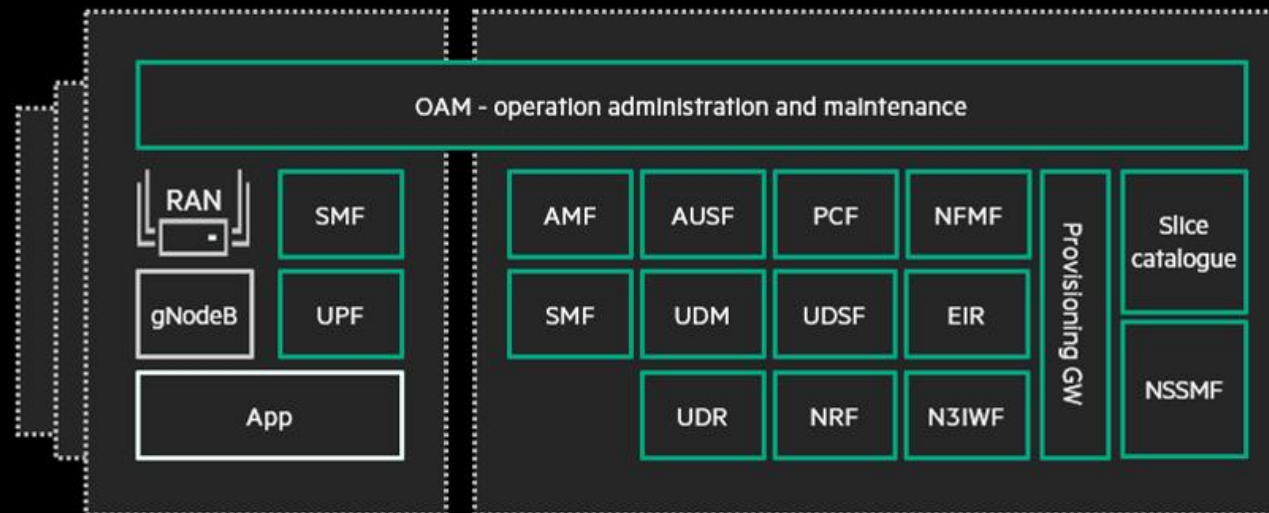 OAM - operation administration and maintenance
RAN
SMF
gNodeB
UPF
App
AMF
AUSF
PCF
NFMF
SMF
UDM
UDSF
EIR
UDR
NRF
N3IWF
Provisioning GW
Slice
catalogue
NSSMF